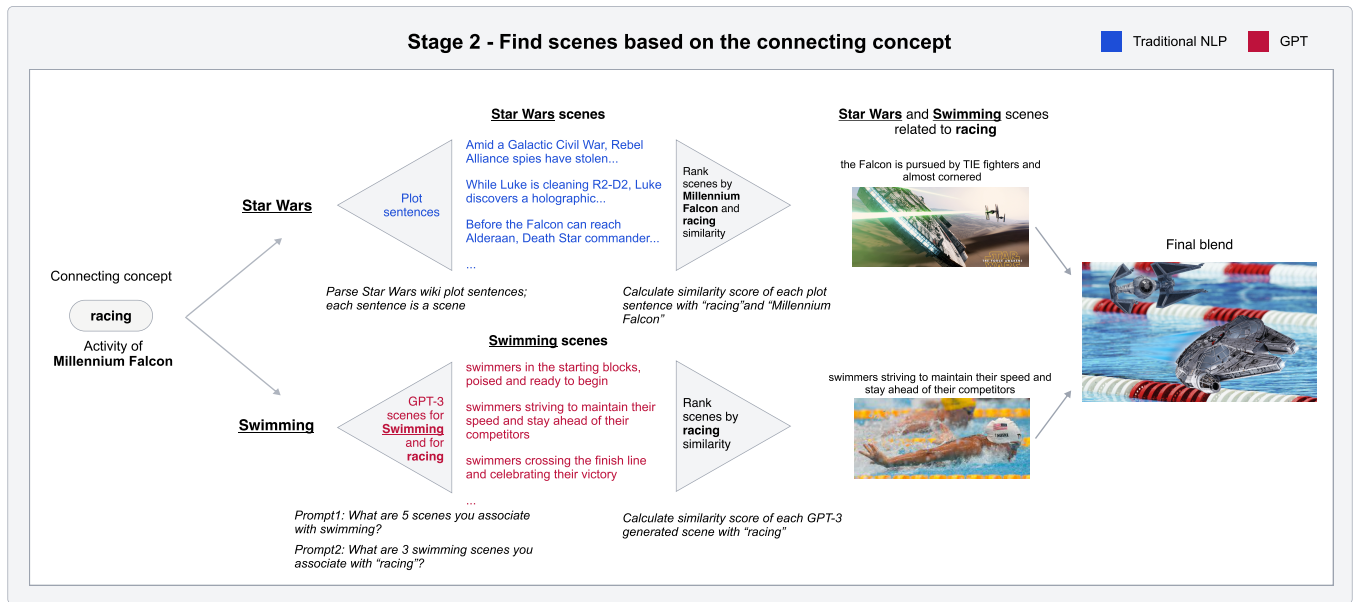 Stage 2 - Find scenes based on the connecting concept
Traditional NLP
GPT
Connecting concept
racing
Activity of
Millennium Falcon
Star Wars
Swimming
Plot
sentences
Star Wars scenes
Amid a Galactic Civil War, Rebel
Alliance spies have stolen...
While Luke is cleaning R2-D2, Luke
discovers a holographic...
Before the Falcon can reach
Alderaan, Death Star commander...
...
Parse Star Wars wiki plot sentences;
each sentence is a scene
Rank
scenes by
Millennium
Falcon and
racing
similarity
Calculate similarity score of each plot
sentence with “racing”and “Millennium
Falcon”
Star Wars and Swimming scenes
related to racing
the Falcon is pursued by TIE fighters and
almost cornered
GPT-3
scenes for
Swimming
and for
racing
Swimming scenes
swimmers in the starting blocks,
poised and ready to begin
swimmers striving to maintain their
speed and stay ahead of their
competitors
swimmers crossing the finish line
and celebrating their victory
...
Prompt1: What are 5 scenes you associate
with swimming?
Prompt2: What are 3 swimming scenes you
associate with “racing”?
Rank
scenes by
racing
similarity
Calculate similarity score of each GPT-3
generated scene with “racing”
swimmers striving to maintain their speed and
stay ahead of their competitors
Final blend